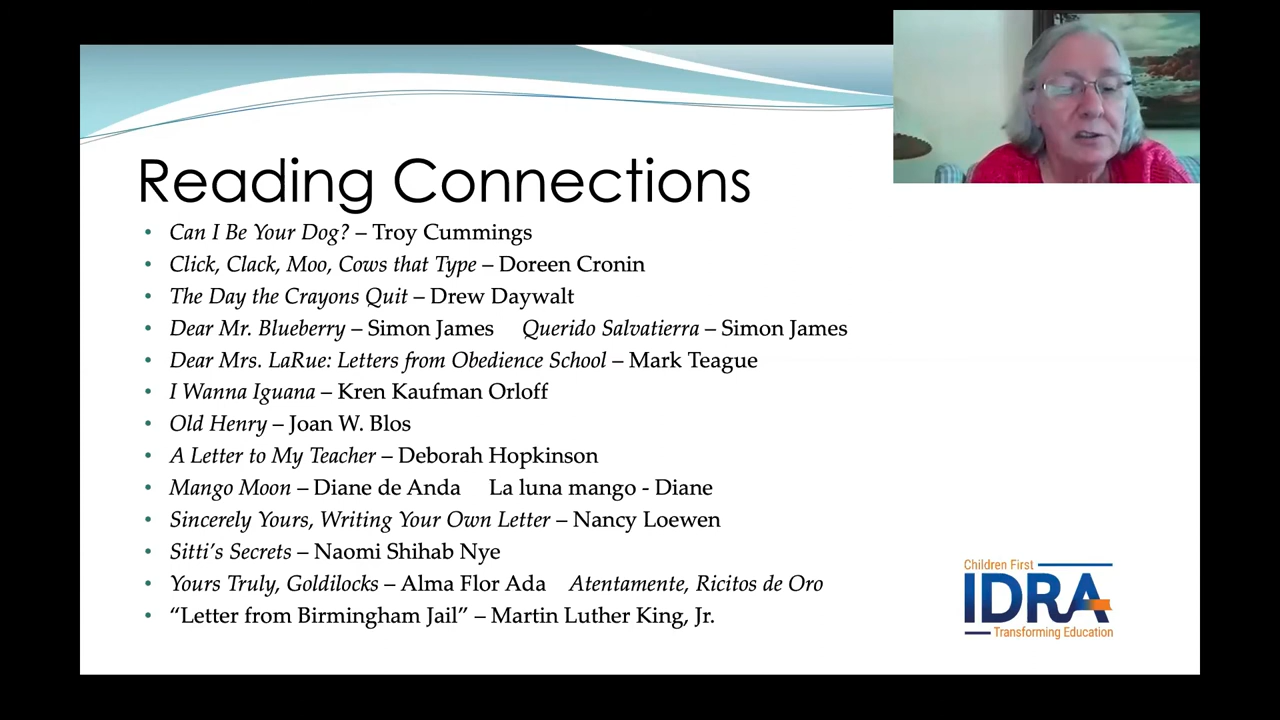 Reading Connections
• Can I Be Your Dog? – Troy Cummings
• Click, Clack, Moo, Cows that Type – Doreen Cronin
• The Day the Crayons Quit – Drew Daywalt
• Dear Mr. Blueberry – Simon James Querido Salvatierra – Simon James
• Dear Mrs. LaRue: Letters from Obedience School – Mark Teague
• I Wanna Iguana – Kren Kaufman Orloff
• Old Henry – Joan W. Blos
• A Letter to My Teacher – Deborah Hopkinson
• Mango Moon – Diane de Anda La luna mango - Diane
• Sincerely Yours, Writing Your Own Letter – Nancy Loewen
• Sitti’s Secrets – Naomi Shihab Nye
• Yours Truly, Goldilocks – Alma Flor Ada Atentamente, Ricitos de Oro
• “Letter from Birmingham Jail” – Martin Luther King, Jr.
Children First
IDRA
Transforming Education